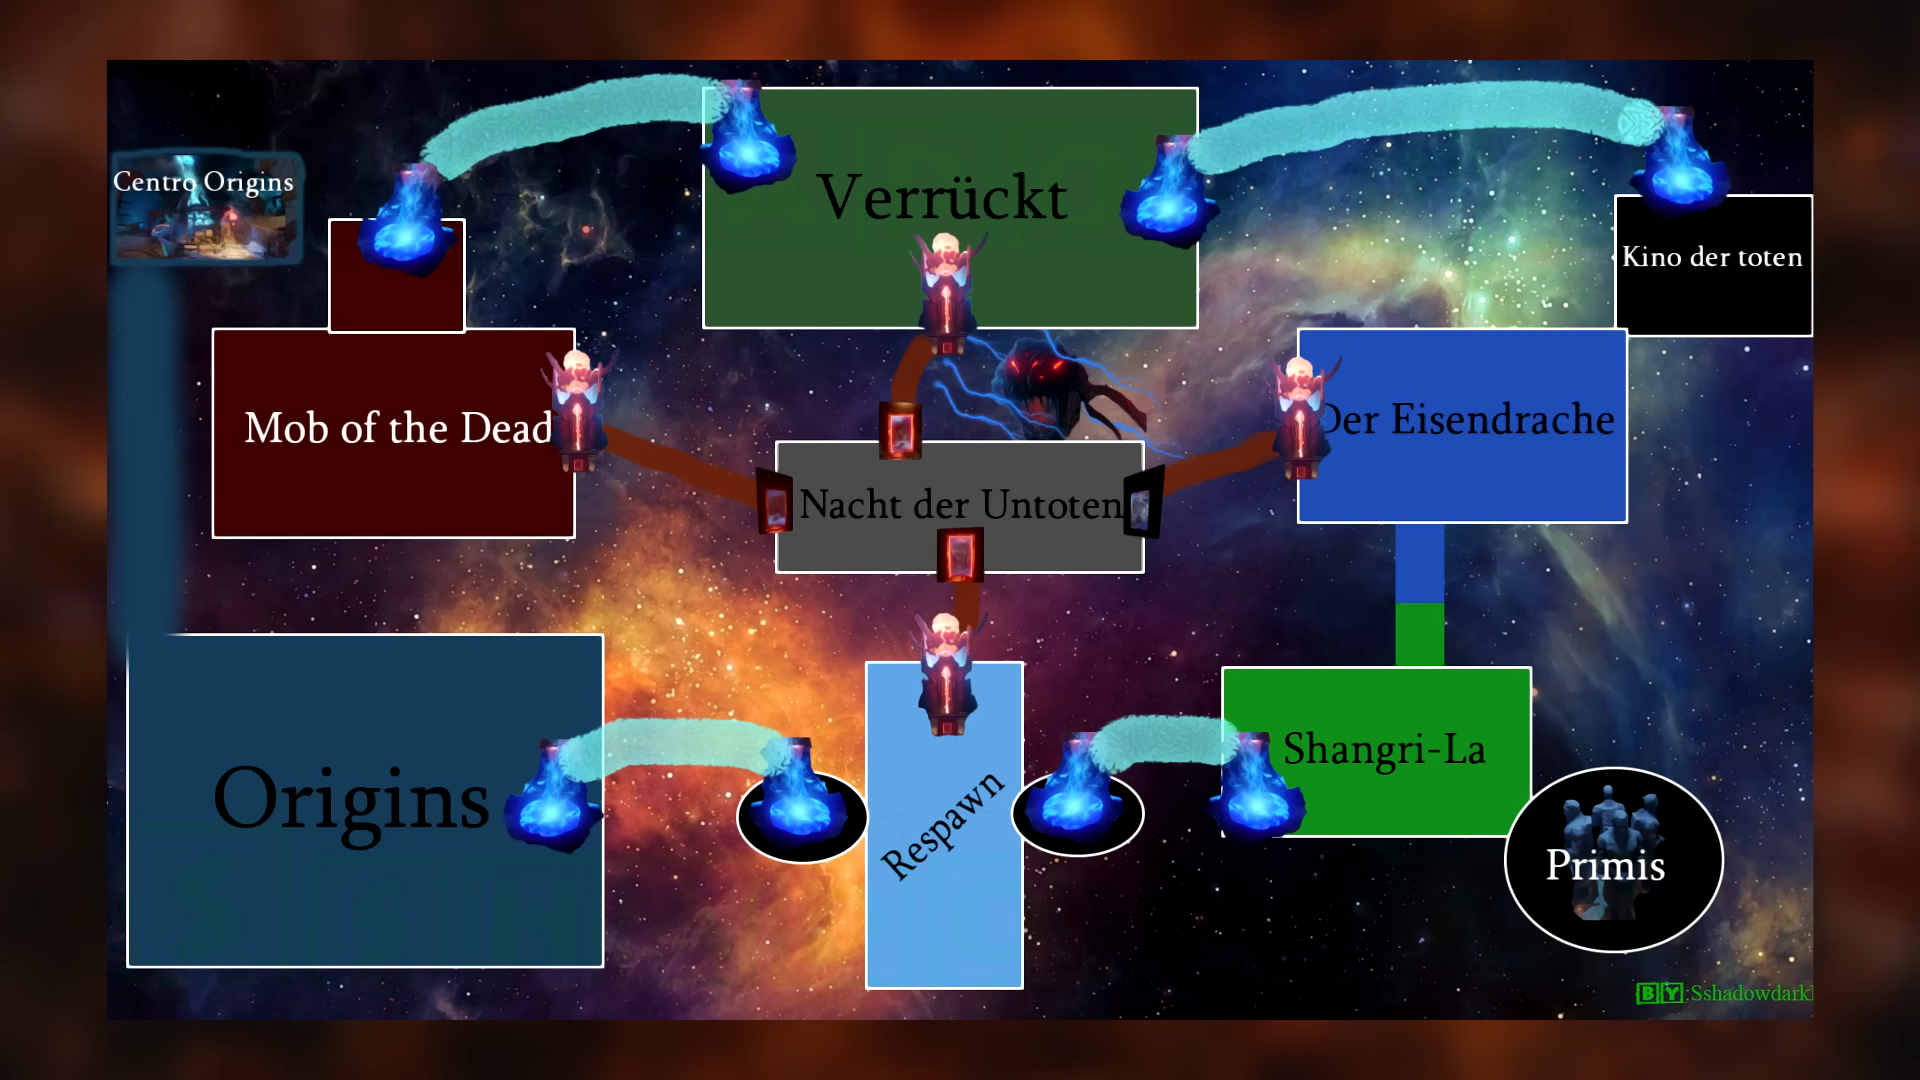 Centro Origins
Verrückt
Kino der toten
Mob of the Dead
Der Eisendrache
Nacht der Untoten
Origins
Respawn
Shangri-La
Primis
BY:Sshadowdark